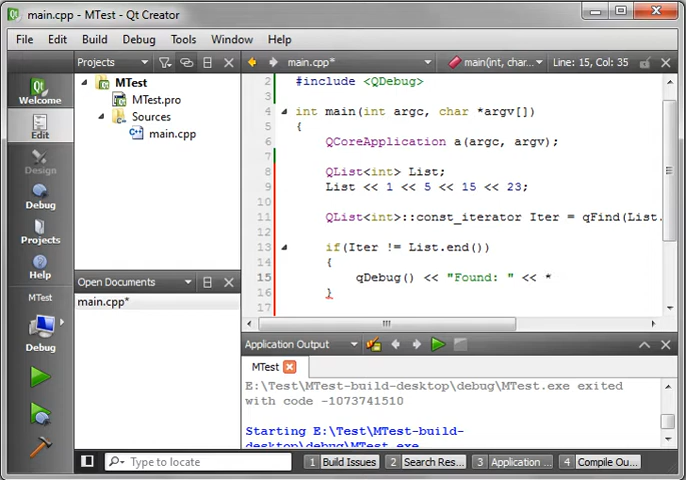 main.cpp - MTest - Qt Creator
File Edit Build Debug Tools Window Help
Projects
main.cpp*
main(int, char...
Line: 15, Col: 35
Welcome
Edit
Design
Debug
Projects
Help
MTest
Debug
MTest
MTest.pro
Sources
main.cpp
Open Documents
main.cpp*
2 #include <QDebug>
3
4 int main(int argc, char *argv[])
5 {
6 QCoreApplication a(argc, argv);
7
8 QList<int> List;
9 List << 1 << 5 << 15 << 23;
10
11 QList<int>::const_iterator Iter = qFind(List.
12
13 if(Iter != List.end())
14 {
15 qDebug() << "Found: " << *
16 }
17
Application Output
MTest
E:\Test\MTest-build-desktop\debug\MTest.exe exited
with code -1073741510
Starting E:\Test\MTest-build-
desktop\debug\MTest.exe
Type to locate
1 Build Issues
2 Search Res...
3 Application ...
4 Compile Ou...